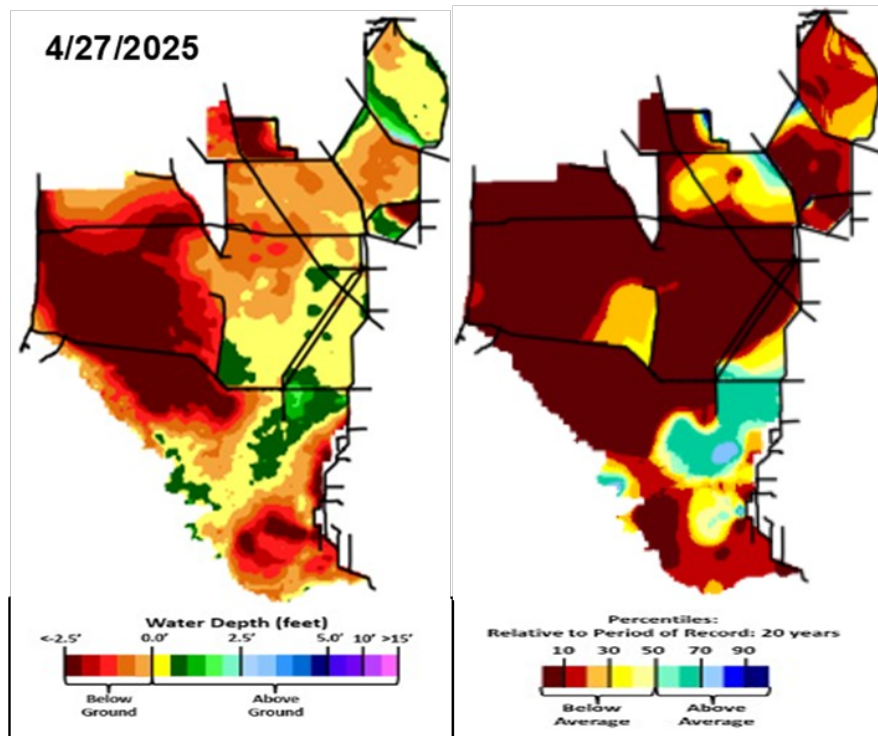 4/27/2025
Water Depth (feet)
<-2.5' 0.0' 2.5' 5.0' 10' >15'
Below Ground
Above Ground
Percentiles:
Relative to Period of Record: 20 years
10 30 50 70 90
Below Average
Above Average